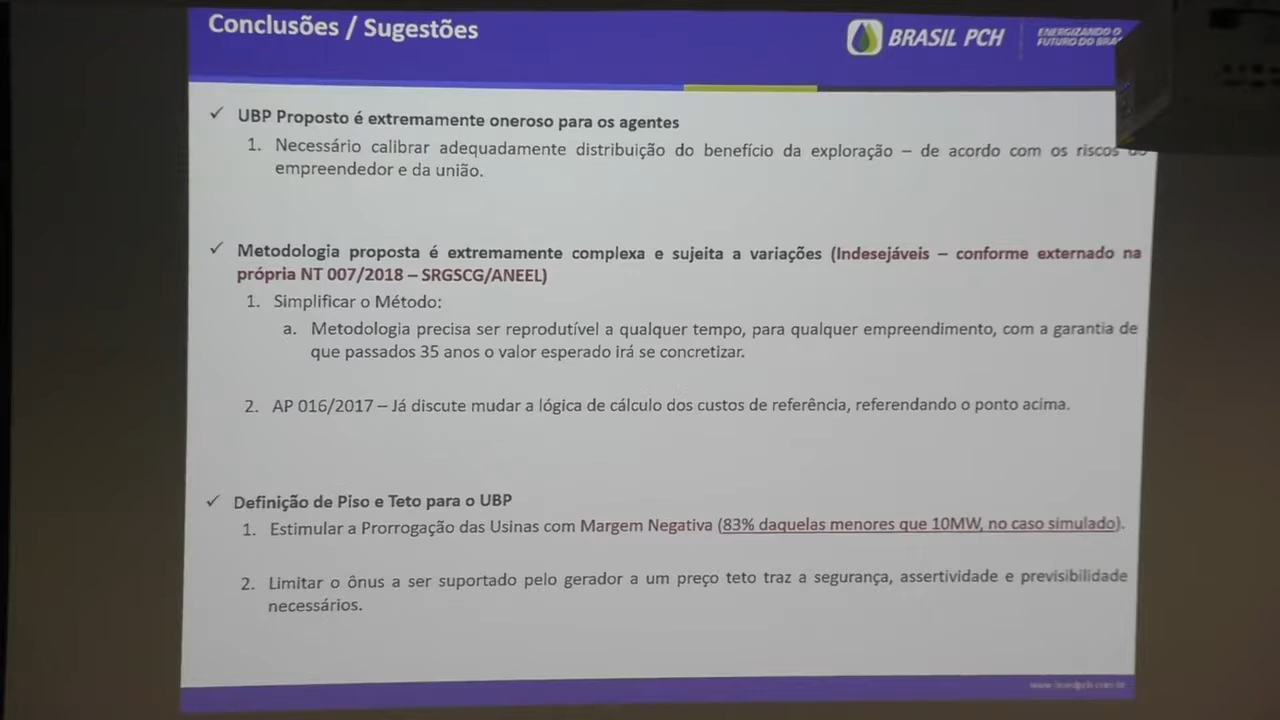 Conclusões / Sugestões
BRASIL PCH
ENERGIZANDO O
FUTURO DO
✓ UBP Proposto é extremamente oneroso para os agentes
1. Necessário calibrar adequadamente distribuição do benefício da exploração – de acordo com os riscos
empreendedor e da união.
✓ Metodologia proposta é extremamente complexa e sujeita a variações (Indesejáveis – conforme externado na
própria NT 007/2018 – SRGSCG/ANEEL)
1. Simplificar o Método:
a. Metodologia precisa ser reprodutível a qualquer tempo, para qualquer empreendimento, com a garantia de
que passados 35 anos o valor esperado irá se concretizar.
2. AP 016/2017 – Já discute mudar a lógica de cálculo dos custos de referência, referendando o ponto acima.
✓ Definição de Piso e Teto para o UBP
1. Estimular a Prorrogação das Usinas com Margem Negativa (83% daquelas menores que 10MW, no caso simulado).
2. Limitar o ônus a ser suportado pelo gerador a um preço teto traz a segurança, assertividade e previsibilidade
necessários.